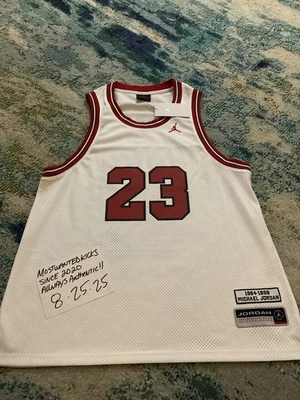 23
MOSTWANTEDKICKS
SINCE 2020
ALWAYS AUTHENTIC!!
8·25·25
1984-1998
MICHAEL JORDAN
JORDAN